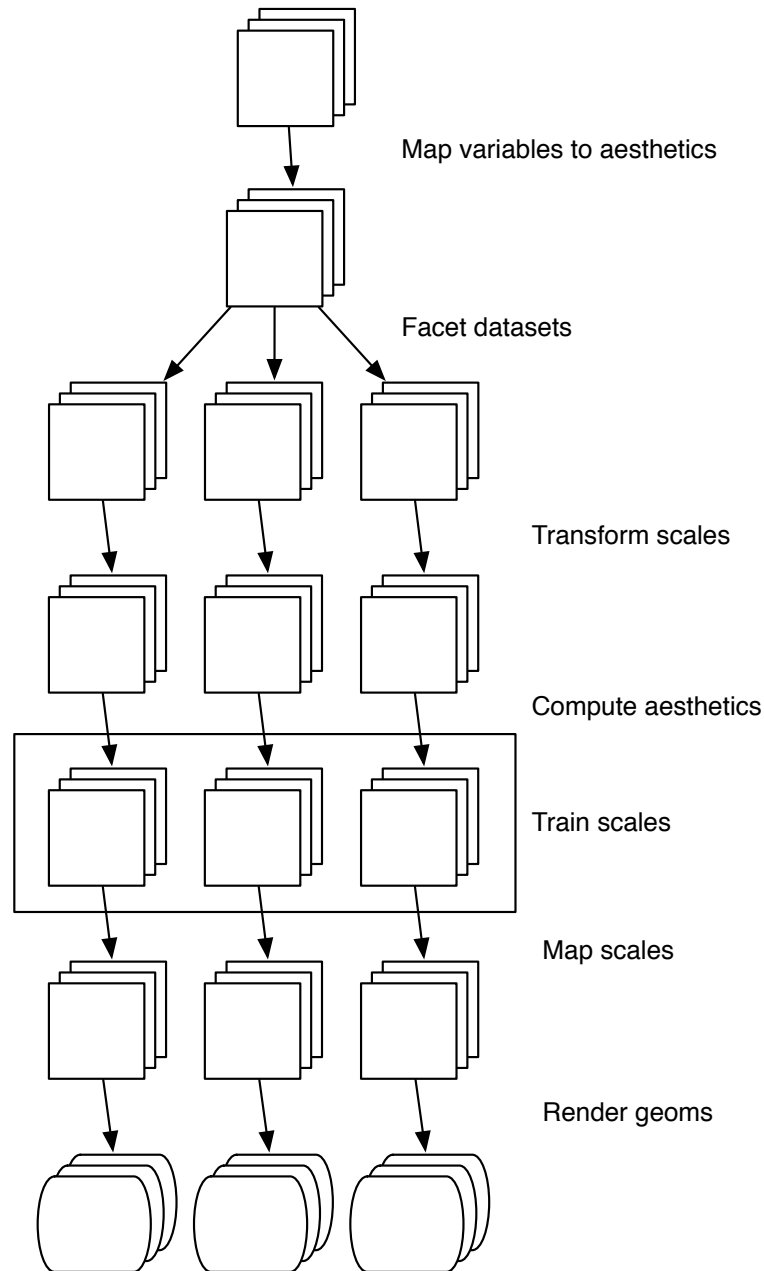 Map variables to aesthetics
Facet datasets
Transform scales
Compute aesthetics
Train scales
Map scales
Render geoms